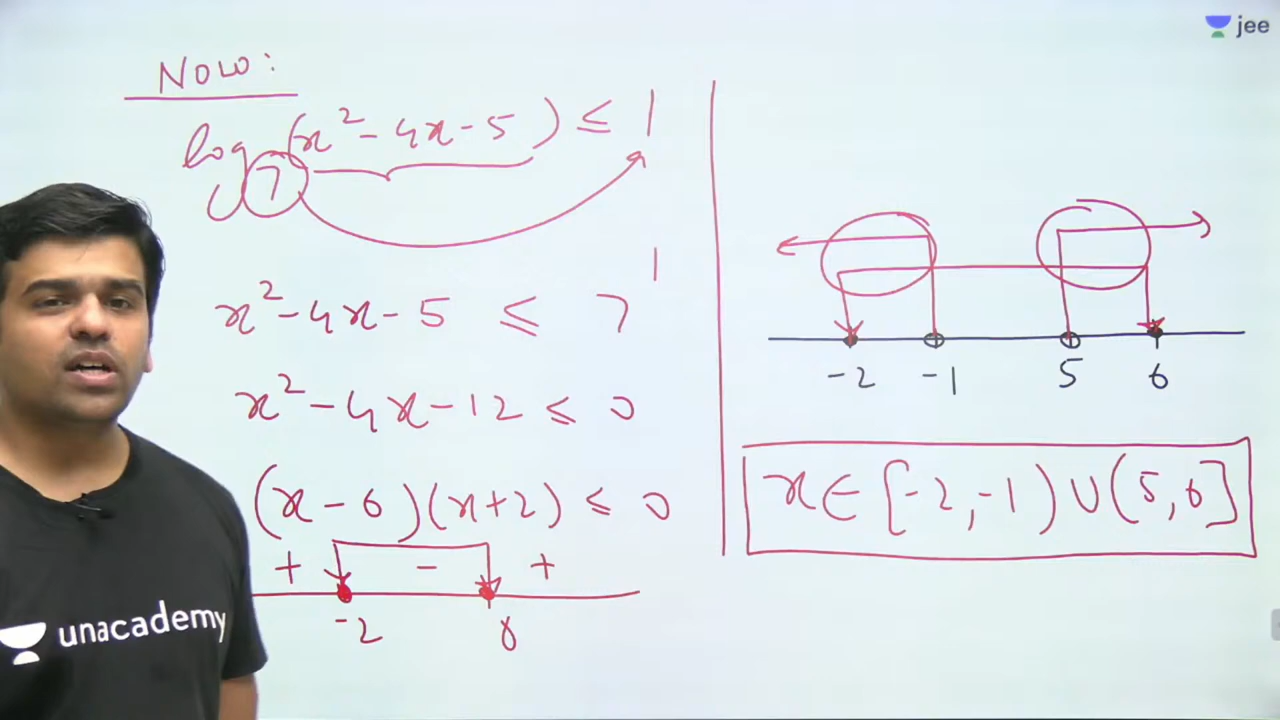 Now:
log₇(x² - 4x - 5) ≤ 1
x² - 4x - 5 ≤ 7¹
x² - 4x - 12 ≤ 0
(x - 6)(x + 2) ≤ 0
+ - +
-2 6
-2 -1 5 6
x ∈ [-2, -1) ∪ (5, 6]
unacademy
jee